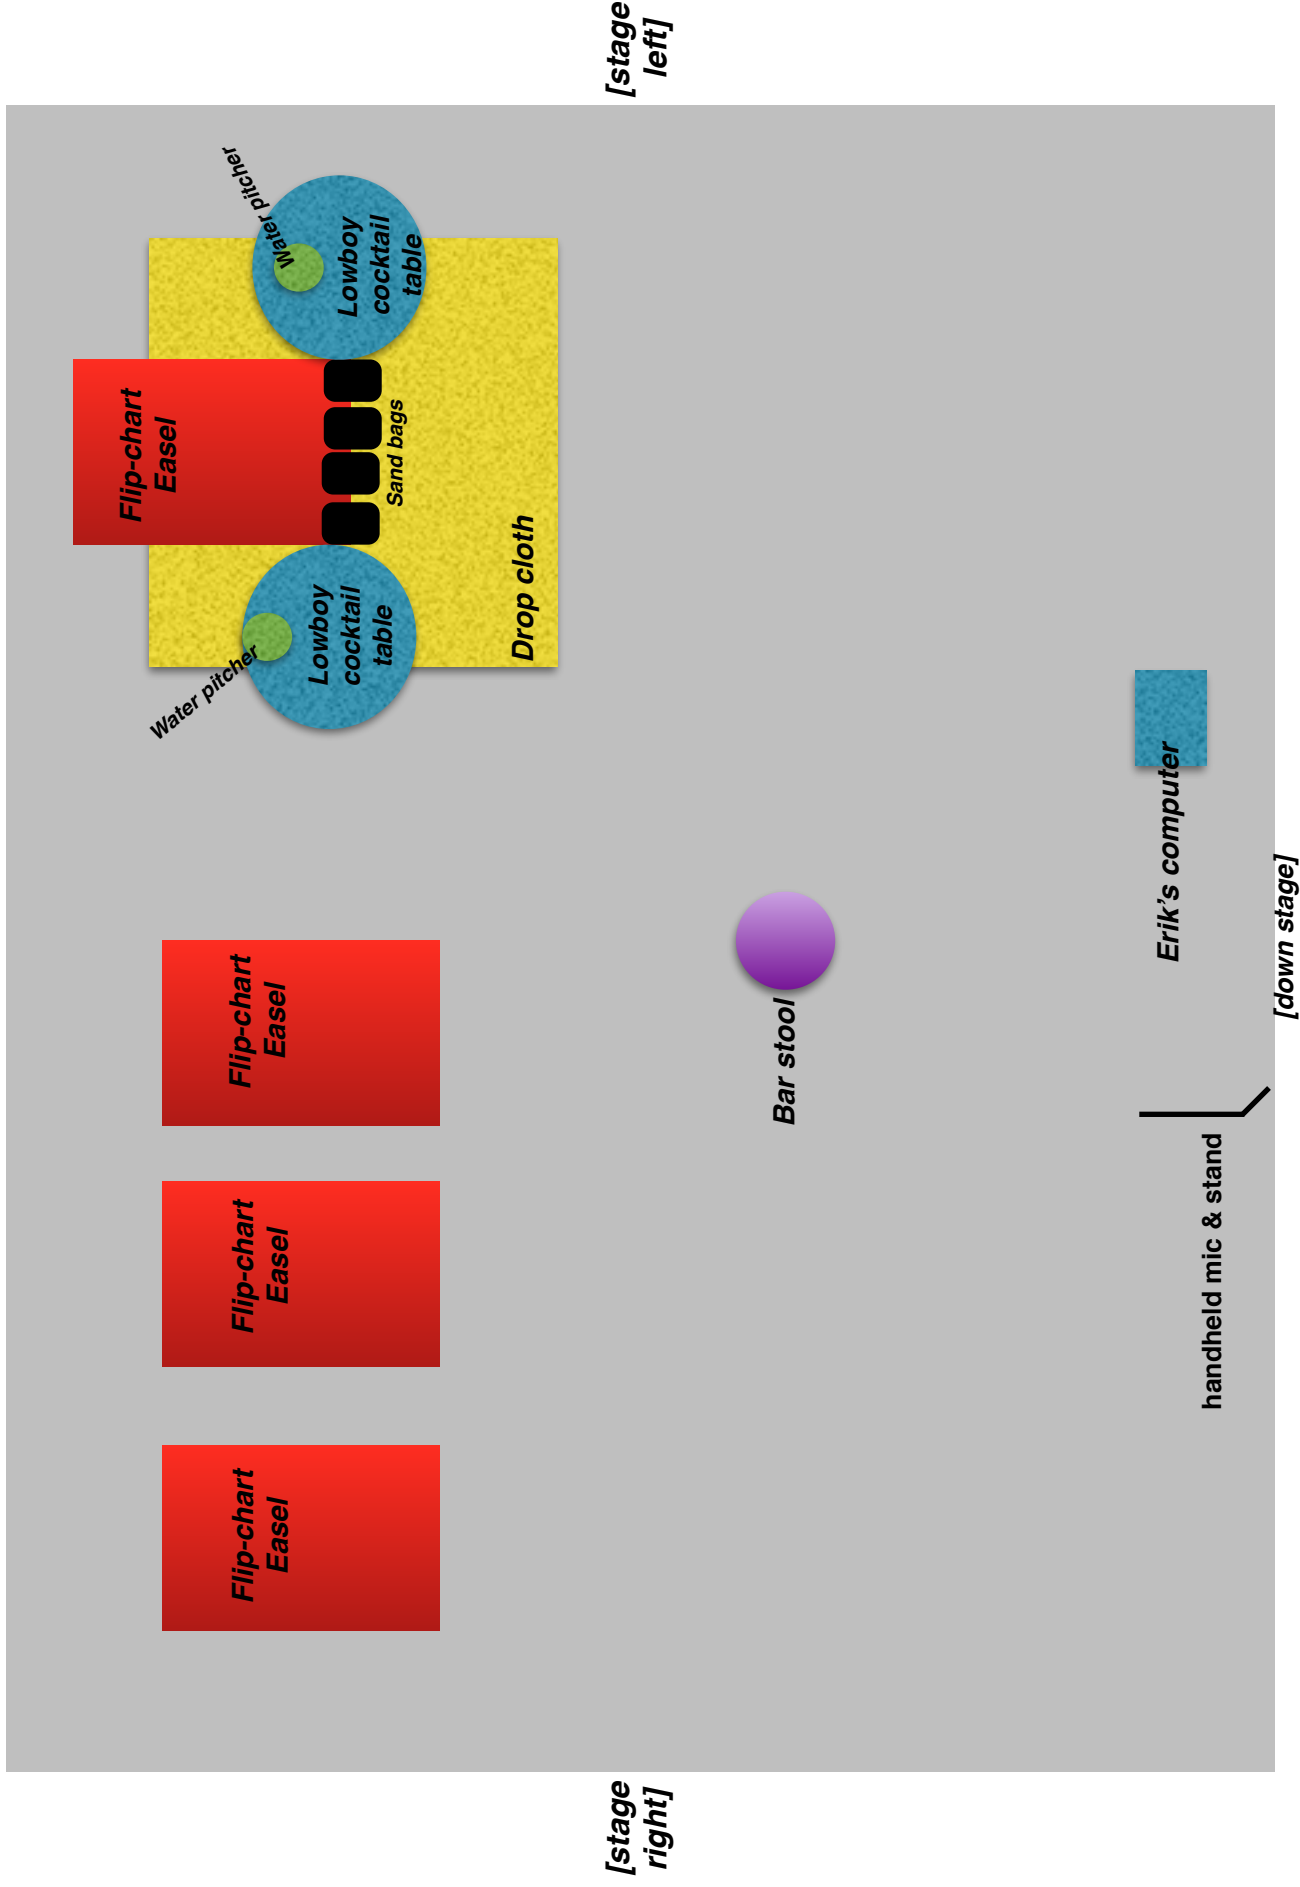 [stage
left]
Water pitcher
Lowboy
cocktail
table
Flip-chart
Easel
Sand bags
Drop cloth
Water pitcher
Lowboy
cocktail
table
Erik’s computer
[down stage]
Bar stool
handheld mic & stand
Flip-chart
Easel
Flip-chart
Easel
Flip-chart
Easel
[stage
right]